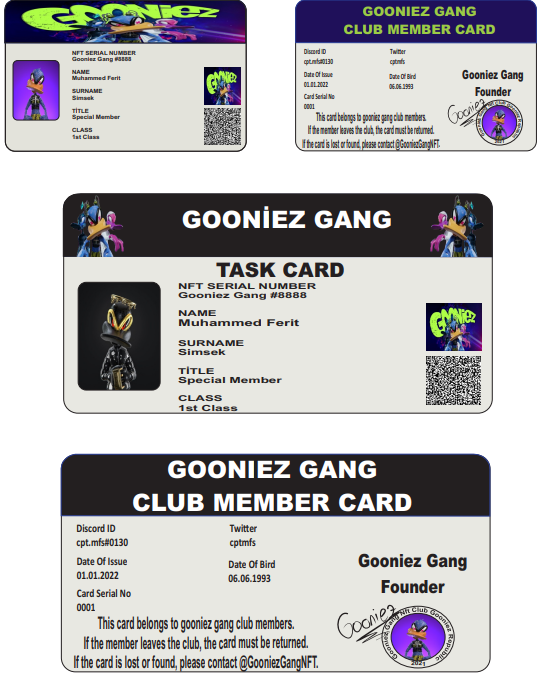 GOONiEZ
NFT SERIAL NUMBER
Gooniez Gang #8888
NAME
Muhammed Ferit
SURNAME
Simsek
TİTLE
Special Member
CLASS
1st Class
GOONiEZ
GOONIEZ GANG
CLUB MEMBER CARD
Discord ID
cpt.mfs#0130
Twitter
cptmfs
Date Of Issue
01.01.2022
Date Of Bird
06.06.1993
Card Serial No
0001
Gooniez Gang
Founder
Gooniez
2021
This card belongs to gooniez gang club members.
If the member leaves the club, the card must be returned.
If the card is lost or found, please contact @GooniezGangNFT.
GOONİEZ GANG
TASK CARD
NFT SERIAL NUMBER
Gooniez Gang #8888
NAME
Muhammed Ferit
SURNAME
Simsek
TİTLE
Special Member
CLASS
1st Class
GOONiEZ
GOONIEZ GANG
CLUB MEMBER CARD
Discord ID
cpt.mfs#0130
Twitter
cptmfs
Date Of Issue
01.01.2022
Date Of Bird
06.06.1993
Card Serial No
0001
Gooniez Gang
Founder
Gooniez
Gooniez Gang Nft Club Gooniez Republic
2021
This card belongs to gooniez gang club members.
If the member leaves the club, the card must be returned.
If the card is lost or found, please contact @GooniezGangNFT.